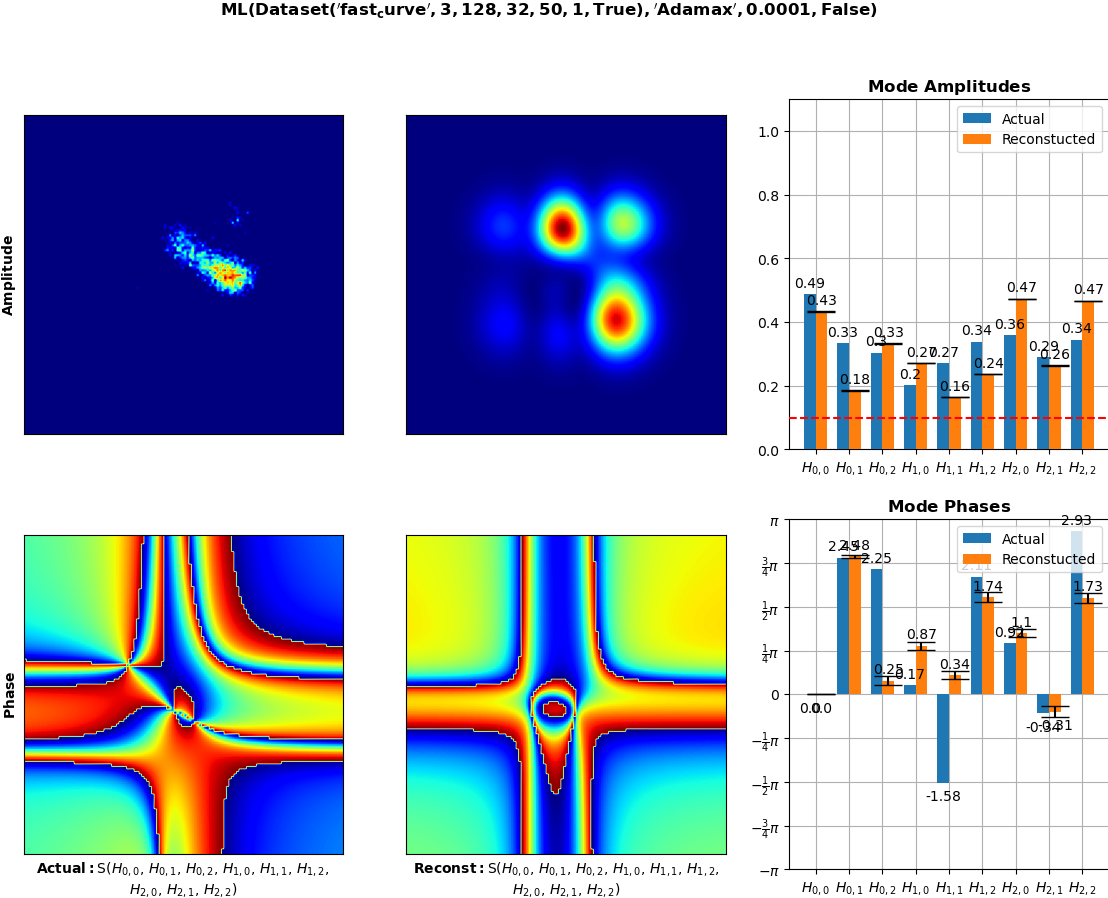 ML(Dataset('fast_curve', 3, 128, 32, 50, 1, True), 'Adamax', 0.0001, False)
Amplitude
Mode Amplitudes
Actual
Reconstucted
1.0
0.8
0.6
0.4
0.2
0.0
0.49
0.43
0.33
0.18
0.3
0.33
0.2
0.27
0.27
0.16
0.34
0.24
0.36
0.47
0.29
0.26
0.34
0.47
H0,0 H0,1 H0,2 H1,0 H1,1 H1,2 H2,0 H2,1 H2,2
Phase
Actual: S(H0,0, H0,1, H0,2, H1,0, H1,1, H1,2,
H2,0, H2,1, H2,2)
Reconst: S(H0,0, H0,1, H0,2, H1,0, H1,1, H1,2,
H2,0, H2,1, H2,2)
Mode Phases
Actual
Reconstucted
π
3/4π
1/2π
1/4π
0
−1/4π
−1/2π
−3/4π
−π
0.0
2.48
2.25
0.25
0.17
0.87
-1.58
0.34
1.74
0.92
1.1
-0.34
2.93
1.73
H0,0 H0,1 H0,2 H1,0 H1,1 H1,2 H2,0 H2,1 H2,2